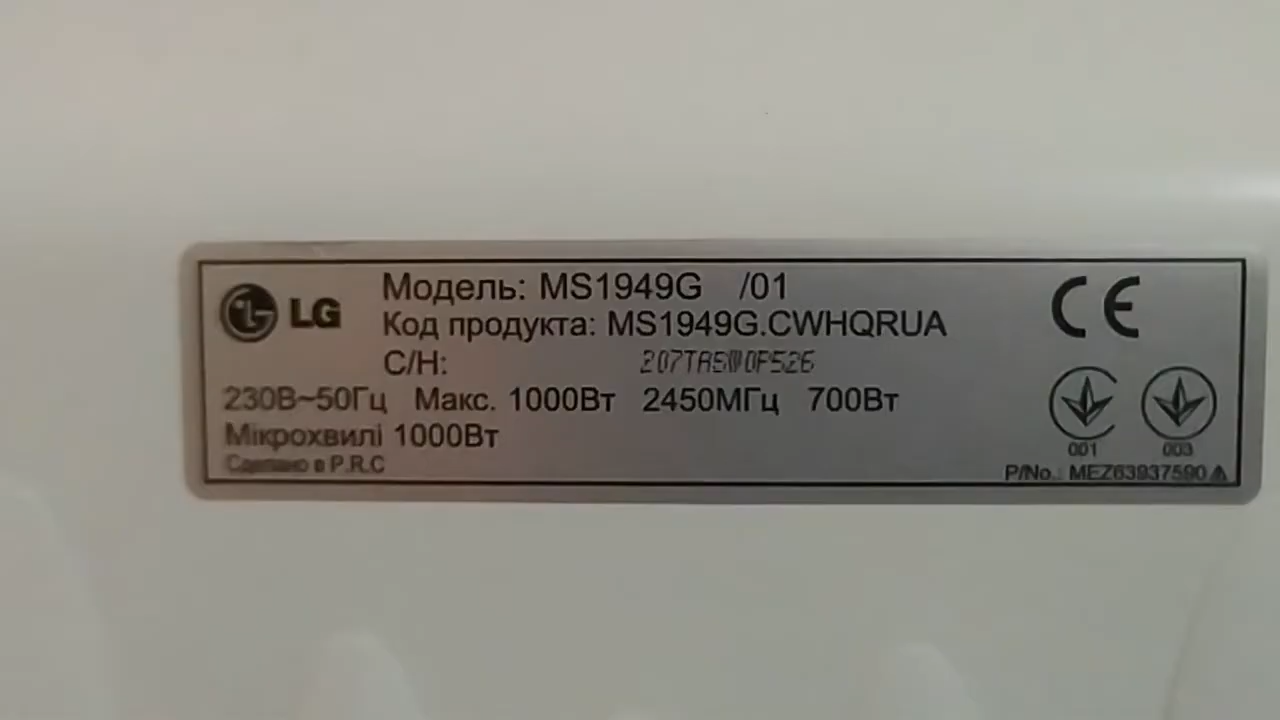 LG
Модель: MS1949G /01
Код продукта: MS1949G.CWHQRUA
С/Н: 207TASW0P526
230В~50Гц Макс. 1000Вт 2450МГц 700Вт
Мікрохвилі 1000Вт
Сделано в P.R.C
CE
001 003
P/No.: MEZ63937590